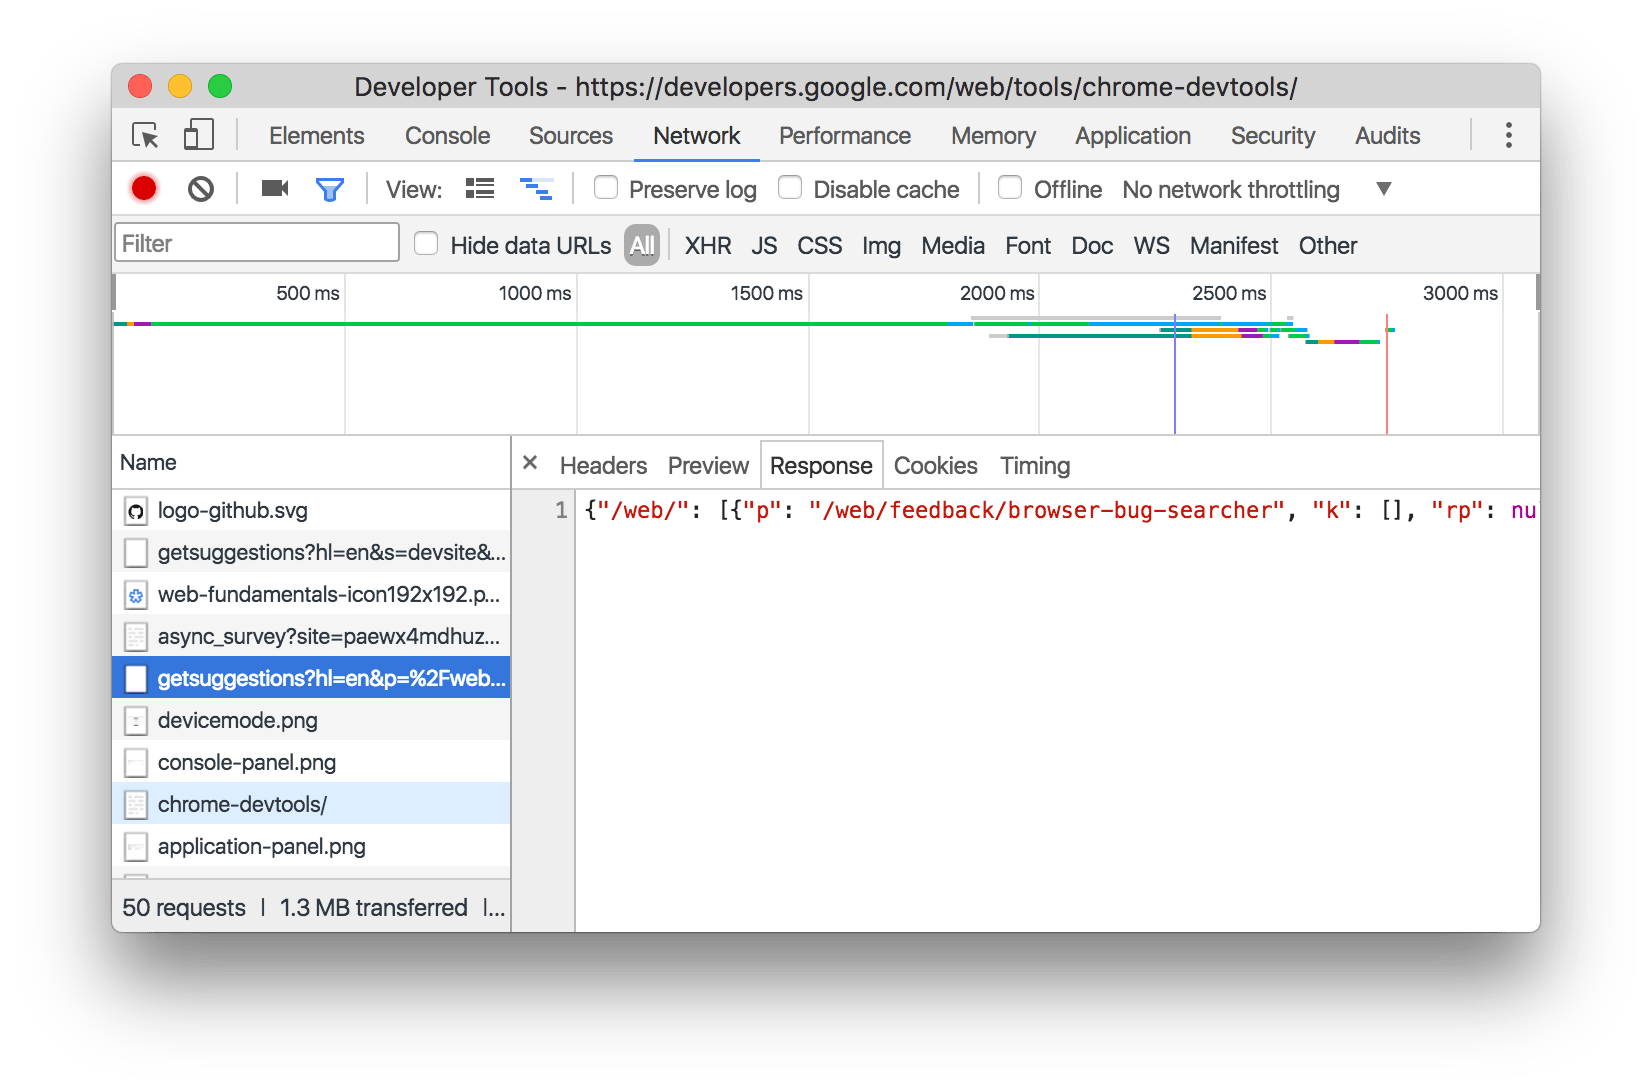 Developer Tools - https://developers.google.com/web/tools/chrome-devtools/
Elements Console Sources Network Performance Memory Application Security Audits
View: Preserve log Disable cache Offline No network throttling
Filter Hide data URLs All XHR JS CSS Img Media Font Doc WS Manifest Other
500 ms 1000 ms 1500 ms 2000 ms 2500 ms 3000 ms
Name
logo-github.svg
getsuggestions?hl=en&s=devsite&...
web-fundamentals-icon192x192.p...
async_survey?site=paewx4mdhuz...
getsuggestions?hl=en&p=%2Fweb...
devicemode.png
console-panel.png
chrome-devtools/
application-panel.png
50 requests | 1.3 MB transferred |...
× Headers Preview Response Cookies Timing
1 {"/web/": [{"p": "/web/feedback/browser-bug-searcher", "k": [], "rp": nu